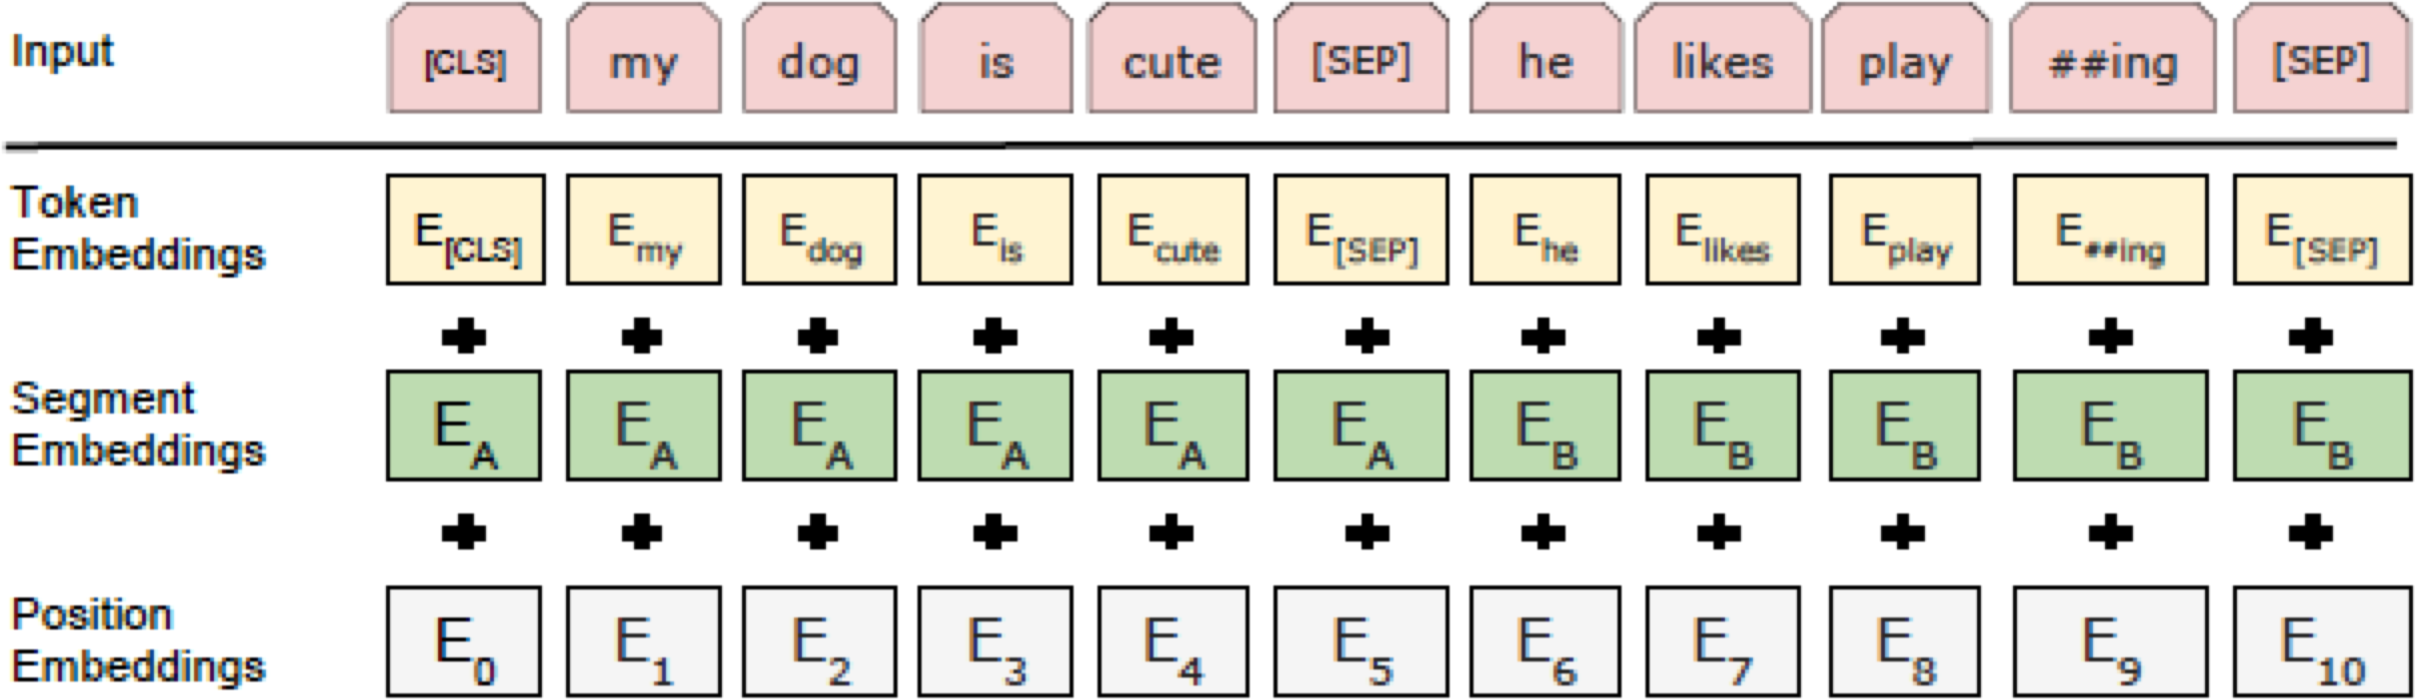 Input [CLS] my dog is cute [SEP] he likes play ##ing [SEP]
Token
Embeddings E[CLS] Emy Edog Eis Ecute E[SEP] Ehe Elikes Eplay E##ing E[SEP]
+ + + + + + + + + + +
Segment
Embeddings EA EA EA EA EA EA EB EB EB EB EB
+ + + + + + + + + + +
Position
Embeddings E0 E1 E2 E3 E4 E5 E6 E7 E8 E9 E10